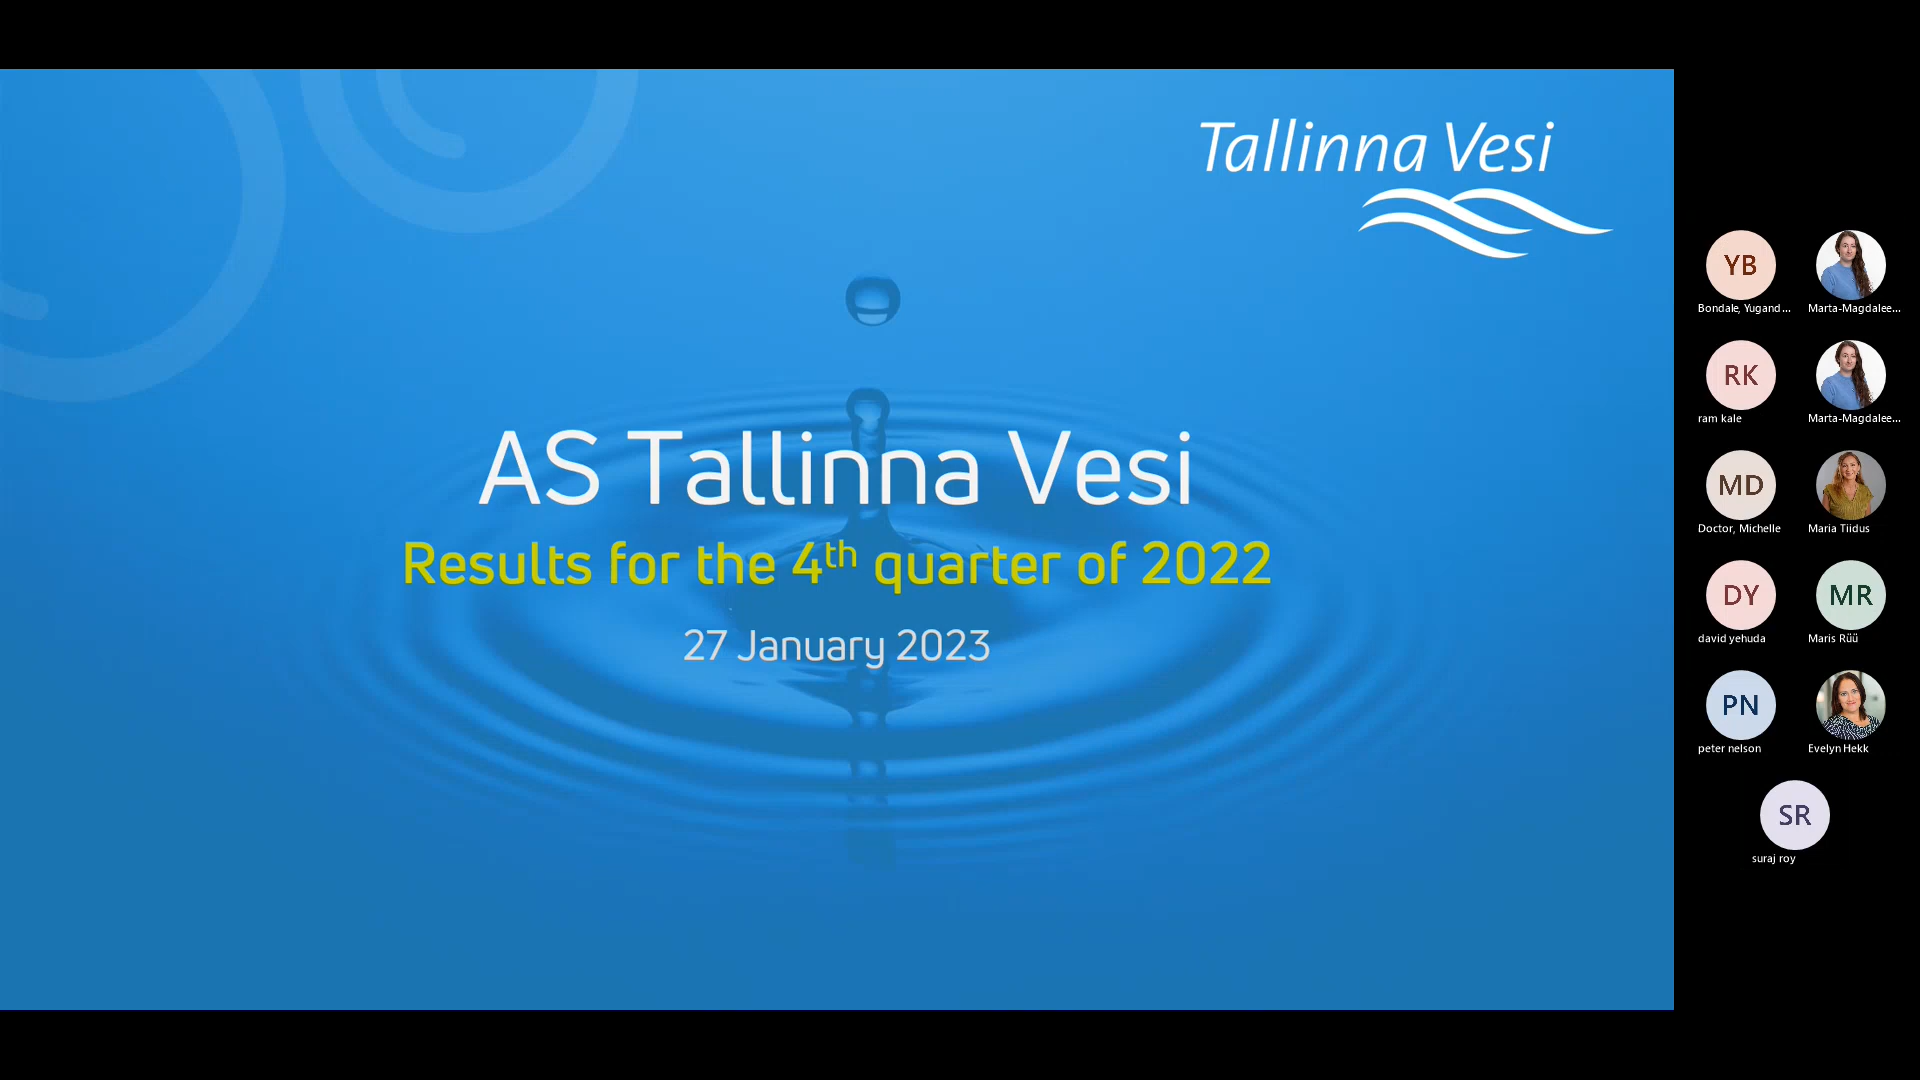 Tallinna Vesi
AS Tallinna Vesi
Results for the 4th quarter of 2022
27 January 2023
YB
Bondale, Yugand...
Marta-Magdalee...
RK
ram kale
Marta-Magdalee...
MD
Doctor, Michelle
Maria Tiidus
DY
david yehuda
MR
Maris Rüü
PN
peter nelson
Evelyn Hekk
SR
suraj roy